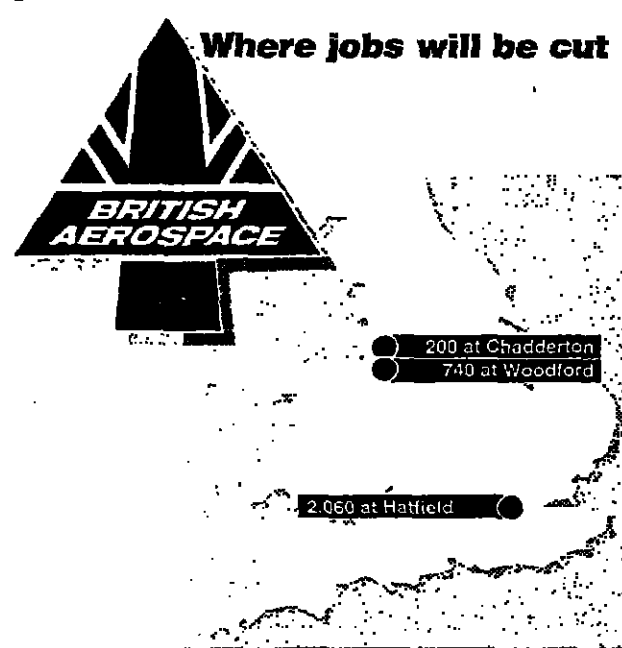 Where jobs will be cut
BRITISH
AEROSPACE
200 at Chadderton
740 at Woodford
2.060 at Hatfield